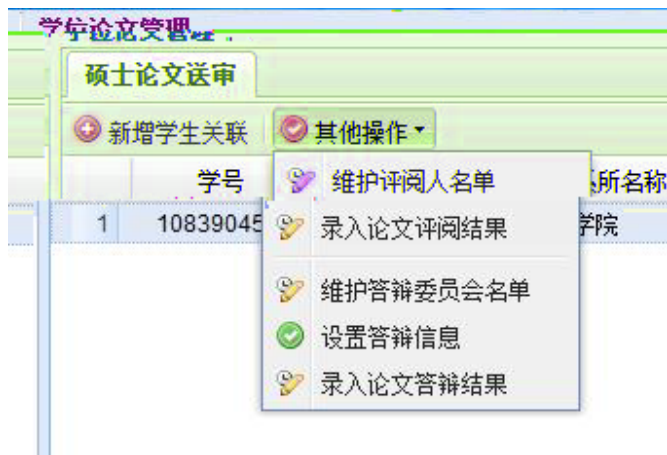 学位论文管理
硕士论文送审
新增学生关联 其他操作
学号 所名称
维护评阅人名单
1 10839045 学院
录入论文评阅结果
维护答辩委员会名单
设置答辩信息
录入论文答辩结果